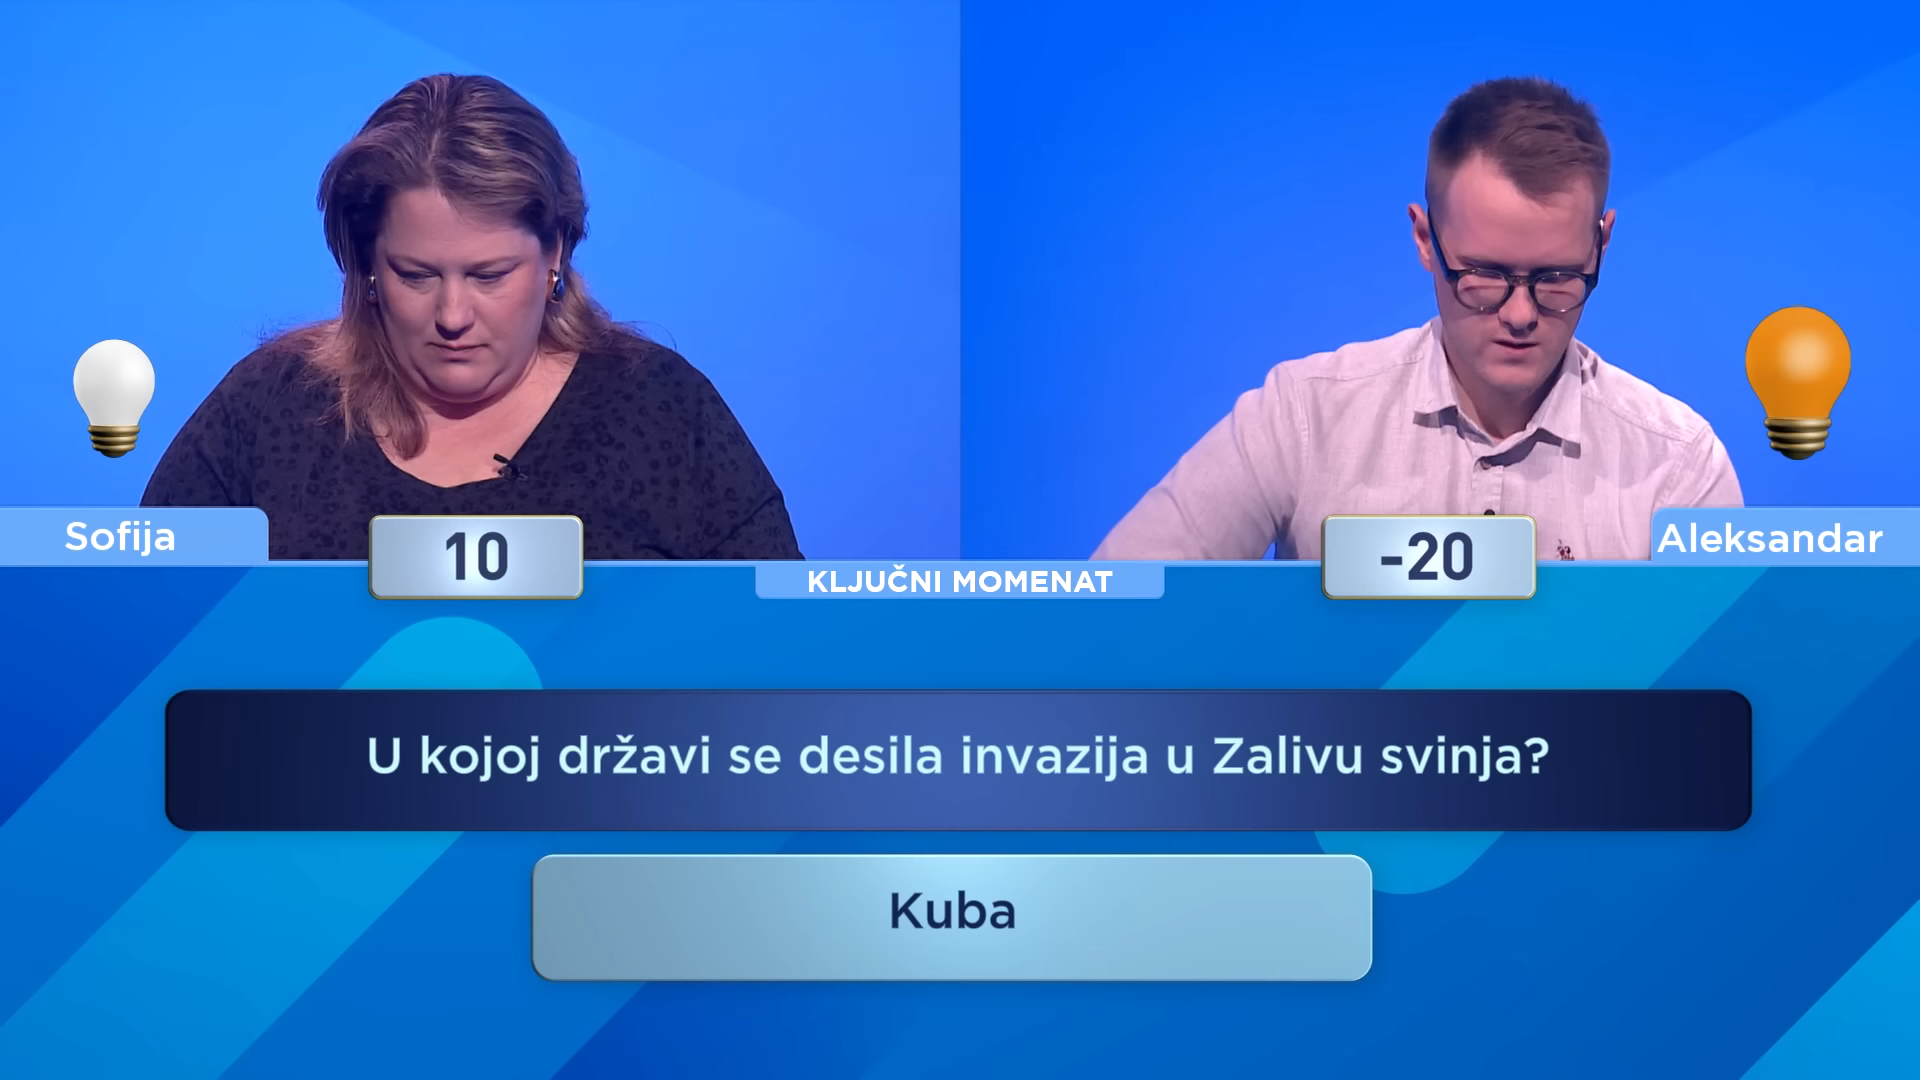 Sofija
10
KLJUČNI MOMENAT
-20
Aleksandar
U kojoj državi se desila invazija u Zalivu svinja?
Kuba